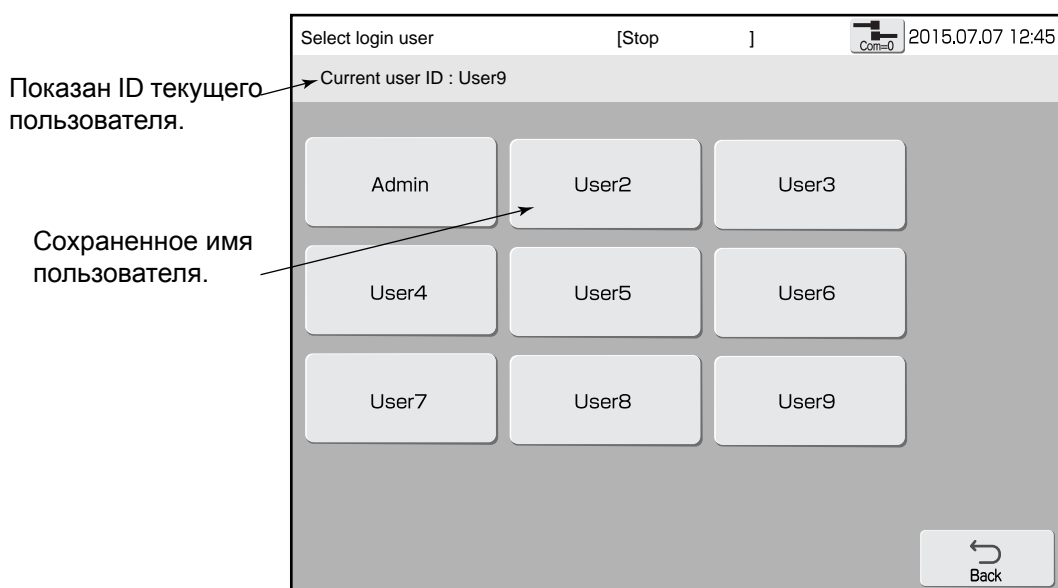 Select login user [Stop ] Com=0 2015.07.07 12:45
Показан ID текущего
пользователя.
Current user ID : User9
Admin User2 User3
Сохраненное имя
пользователя.
User4 User5 User6
User7 User8 User9
Back